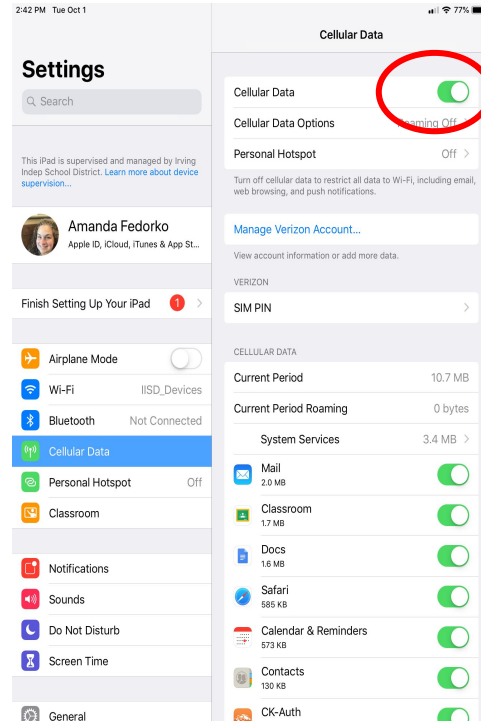 2:42 PM Tue Oct 1
77%
Settings
Search
This iPad is supervised and managed by Irving
Indep School District. Learn more about device
supervision...
Amanda Fedorko
Apple ID, iCloud, iTunes & App St...
Finish Setting Up Your iPad 1
Airplane Mode
Wi-Fi IISD_Devices
Bluetooth Not Connected
Cellular Data
Personal Hotspot Off
Classroom
Notifications
Sounds
Do Not Disturb
Screen Time
General
Cellular Data
Cellular Data
Cellular Data Options Roaming Off
Personal Hotspot Off
Turn off cellular data to restrict all data to Wi-Fi, including email,
web browsing, and push notifications.
Manage Verizon Account...
View account information or add more data.
VERIZON
SIM PIN
CELLULAR DATA
Current Period 10.7 MB
Current Period Roaming 0 bytes
System Services 3.4 MB
Mail
2.0 MB
Classroom
1.7 MB
Docs
1.6 MB
Safari
585 KB
Calendar & Reminders
573 KB
Contacts
130 KB
CK-Auth